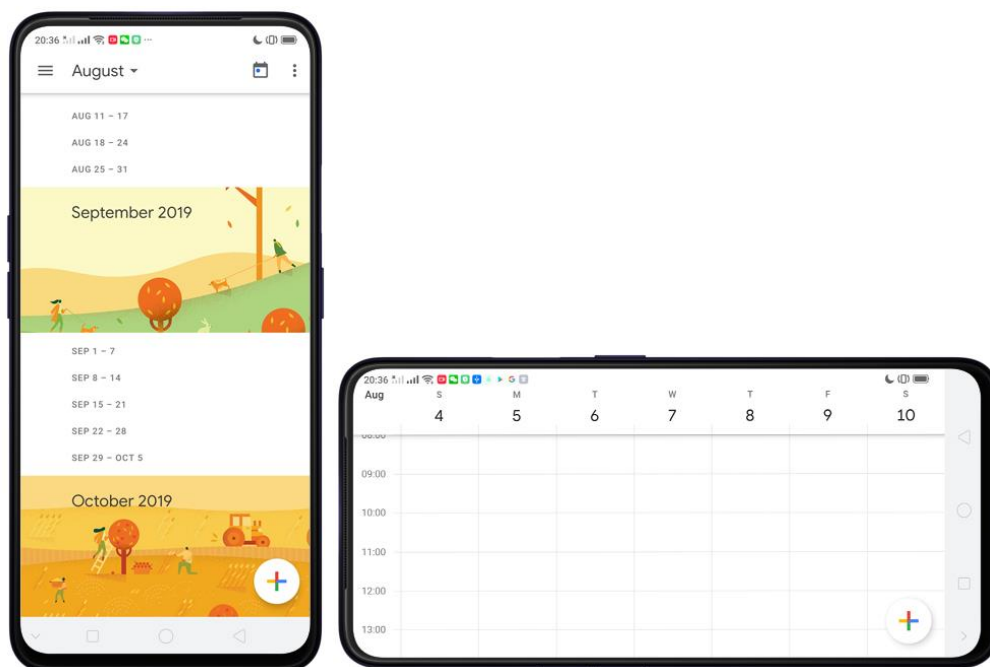 20:36
August
AUG 11 – 17
AUG 18 – 24
AUG 25 – 31
September 2019
SEP 1 – 7
SEP 8 – 14
SEP 15 – 21
SEP 22 – 28
SEP 29 – OCT 5
October 2019
20:36
Aug S M T W T F S
4 5 6 7 8 9 10
08:00
09:00
10:00
11:00
12:00
13:00